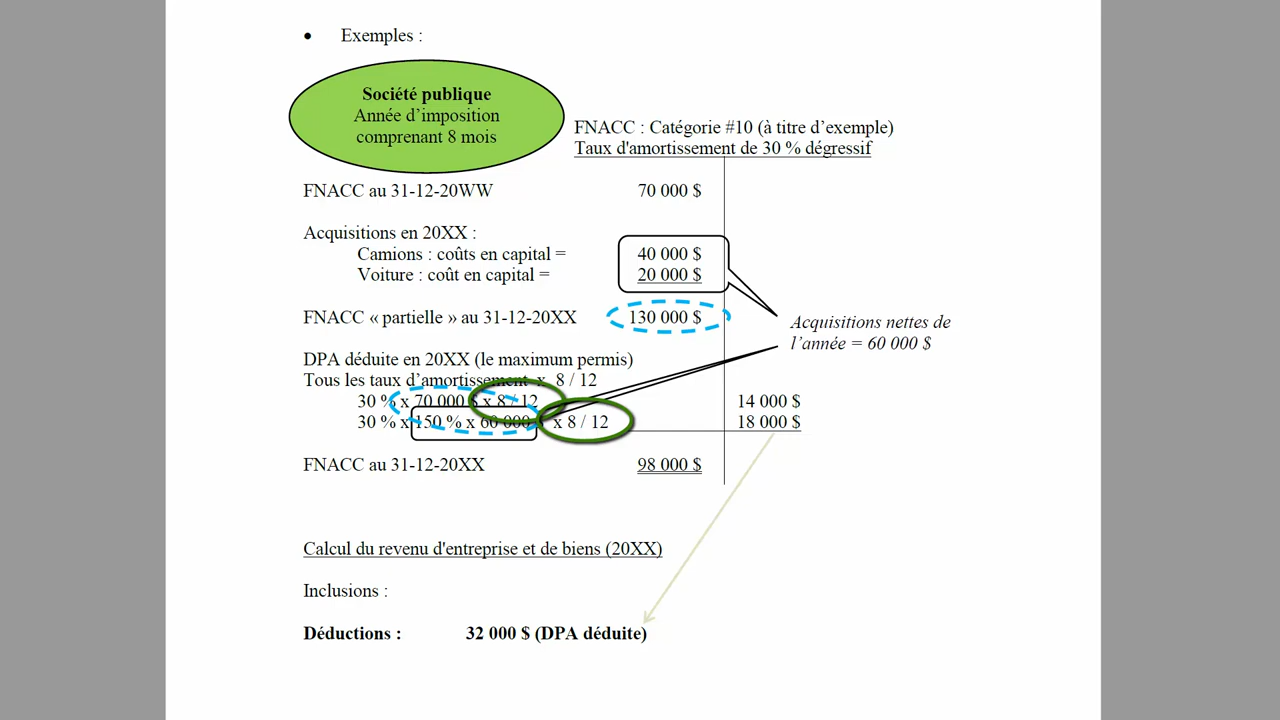 • Exemples :
Société publique
Année d’imposition
comprenant 8 mois
FNACC : Catégorie #10 (à titre d’exemple)
Taux d'amortissement de 30 % dégressif
FNACC au 31-12-20WW 70 000 $
Acquisitions en 20XX :
Camions : coûts en capital = 40 000 $
Voiture : coût en capital = 20 000 $
FNACC « partielle » au 31-12-20XX 130 000 $
Acquisitions nettes de
l’année = 60 000 $
DPA déduite en 20XX (le maximum permis)
Tous les taux d’amortissement x 8 / 12
30 % x 70 000 $ x 8 / 12 14 000 $
30 % x 150 % x 60 000 $ x 8 / 12 18 000 $
FNACC au 31-12-20XX 98 000 $
Calcul du revenu d'entreprise et de biens (20XX)
Inclusions :
Déductions : 32 000 $ (DPA déduite)